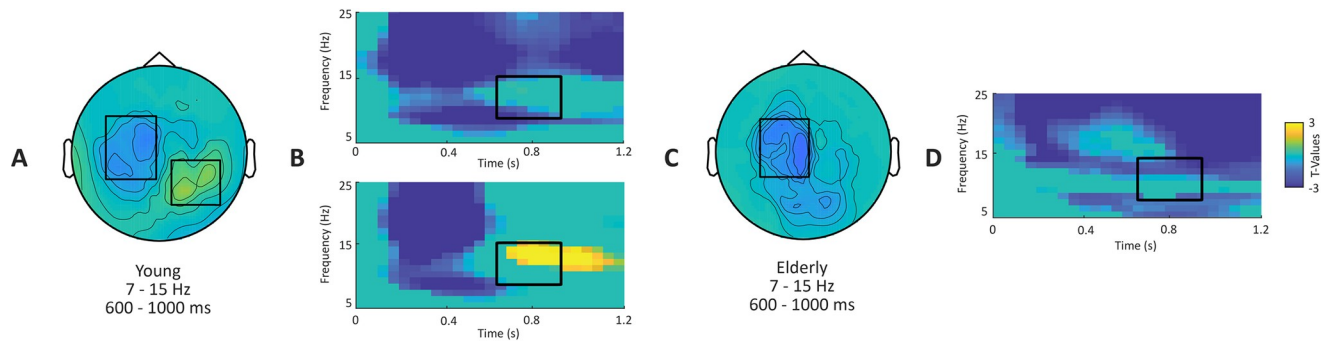 A
Young
7 - 15 Hz
600 - 1000 ms
B
Frequency (Hz)
25
15
5
0
0.4
0.8
1.2
Time (s)
Frequency (Hz)
25
15
5
0
0.4
0.8
1.2
Time (s)
C
Elderly
7 - 15 Hz
600 - 1000 ms
D
Frequency (Hz)
25
15
5
0
0.4
0.8
1.2
Time (s)
3
-3
T-Values